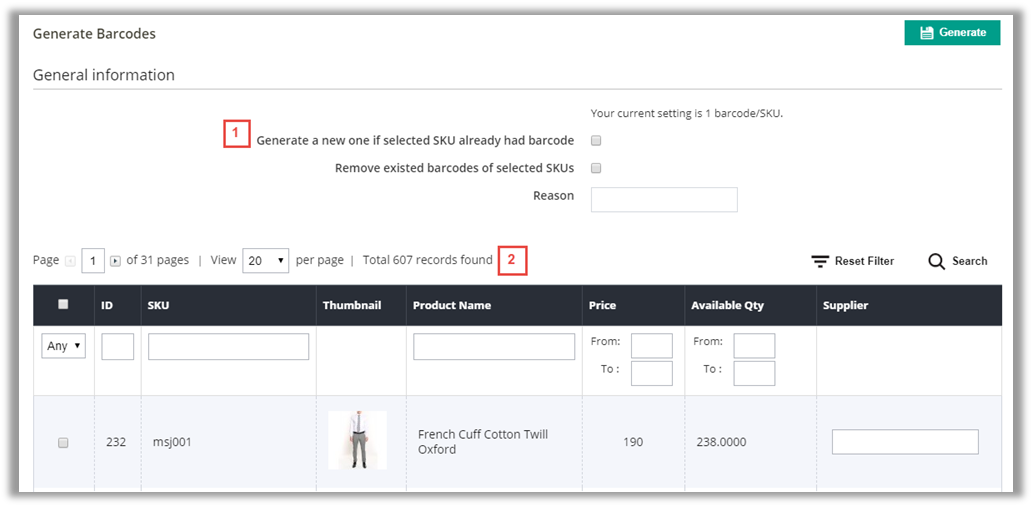 Generate Barcodes
Generate
General information
Your current setting is 1 barcode/SKU.
1
Generate a new one if selected SKU already had barcode
Remove existed barcodes of selected SKUs
Reason
Page 1 of 31 pages | View 20 per page | Total 607 records found 2
Reset Filter
Search
ID SKU Thumbnail Product Name Price Available Qty Supplier
Any From: From:
To : To :
232 msj001 French Cuff Cotton Twill Oxford 190 238.0000